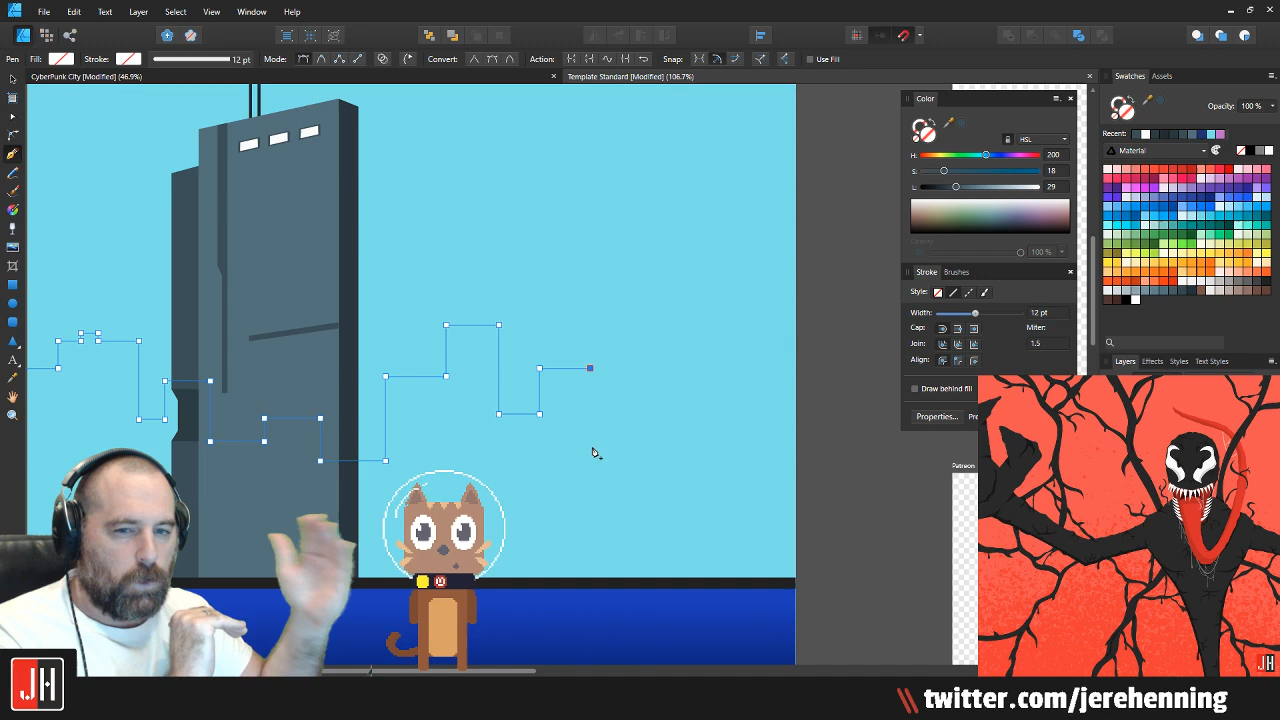 File Edit Text Layer Select View Window Help
Pen Fill: Stroke: 12 pt Mode: Convert: Action: Snap: Use Fill
CyberPunk City [Modified] (46.9%) Template Standard [Modified] (106.7%)
Swatches Assets
Opacity: 100 %
Recent:
Material
Color
HSL
H: 200
S: 18
L: 29
Opacity
100 %
Stroke Brushes
Style:
Width: 12 pt
Cap: Miter:
Join: 1.5
Align:
Draw behind fill
Properties...
Layers Effects Styles Text Styles
Patreon
JH
JH
\\ twitter.com/jerehenning